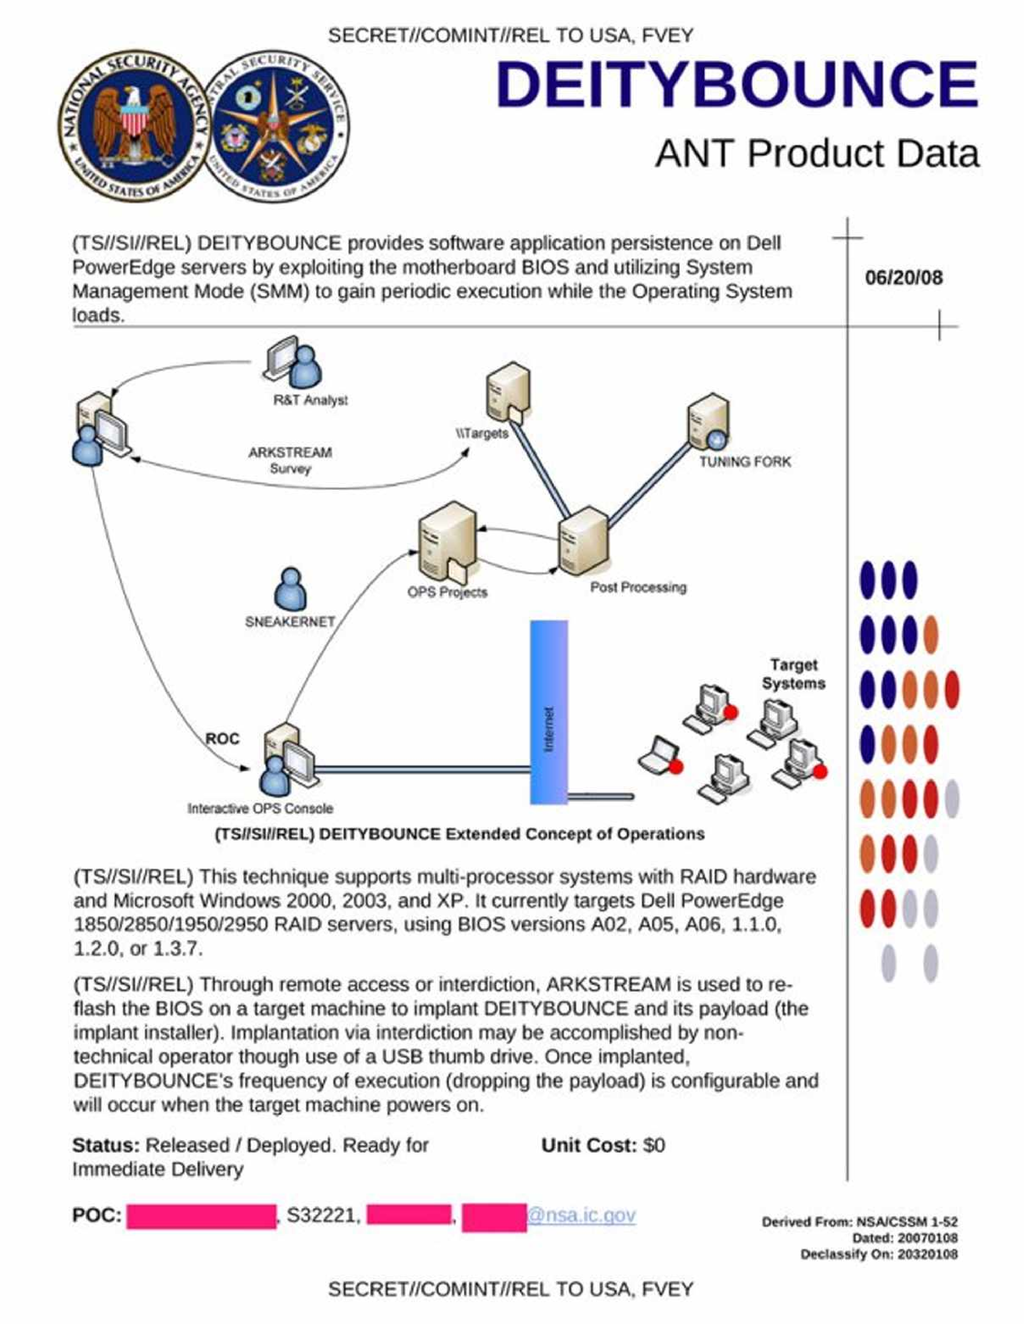 SECRET//COMINT//REL TO USA, FVEY
NATIONAL SECURITY AGENCY
UNITED STATES OF AMERICA
TRAL SECURITY SERVICE
UNITED STATES OF AMERICA
DEITYBOUNCE
ANT Product Data
(TS//SI//REL) DEITYBOUNCE provides software application persistence on Dell
PowerEdge servers by exploiting the motherboard BIOS and utilizing System
Management Mode (SMM) to gain periodic execution while the Operating System
loads.
06/20/08
R&T Analyst
\\Targets
ARKSTREAM
Survey
TUNING FORK
OPS Projects
Post Processing
SNEAKERNET
Target
Systems
Internet
ROC
Interactive OPS Console
(TS//SI//REL) DEITYBOUNCE Extended Concept of Operations
(TS//SI//REL) This technique supports multi-processor systems with RAID hardware
and Microsoft Windows 2000, 2003, and XP. It currently targets Dell PowerEdge
1850/2850/1950/2950 RAID servers, using BIOS versions A02, A05, A06, 1.1.0,
1.2.0, or 1.3.7.
(TS//SI//REL) Through remote access or interdiction, ARKSTREAM is used to re-
flash the BIOS on a target machine to implant DEITYBOUNCE and its payload (the
implant installer). Implantation via interdiction may be accomplished by non-
technical operator though use of a USB thumb drive. Once implanted,
DEITYBOUNCE's frequency of execution (dropping the payload) is configurable and
will occur when the target machine powers on.
Status: Released / Deployed. Ready for
Immediate Delivery
Unit Cost: $0
POC: , S32221, , @nsa.ic.gov
Derived From: NSA/CSSM 1-52
Dated: 20070108
Declassify On: 20320108
SECRET//COMINT//REL TO USA, FVEY